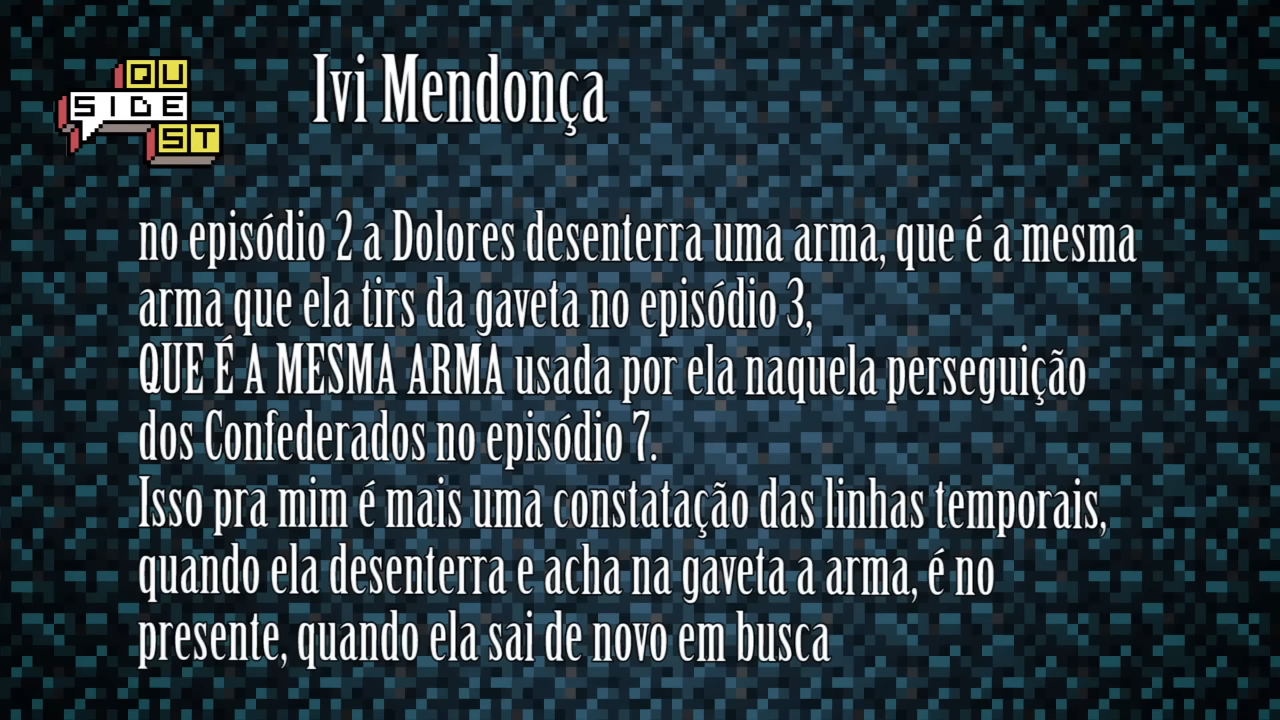 QU
SIDE
ST
Ivi Mendonça
no episódio 2 a Dolores desenterra uma arma, que é a mesma
arma que ela tirs da gaveta no episódio 3,
QUE É A MESMA ARMA usada por ela naquela perseguição
dos Confederados no episódio 7.
Isso pra mim é mais uma constatação das linhas temporais,
quando ela desenterra e acha na gaveta a arma, é no
presente, quando ela sai de novo em busca